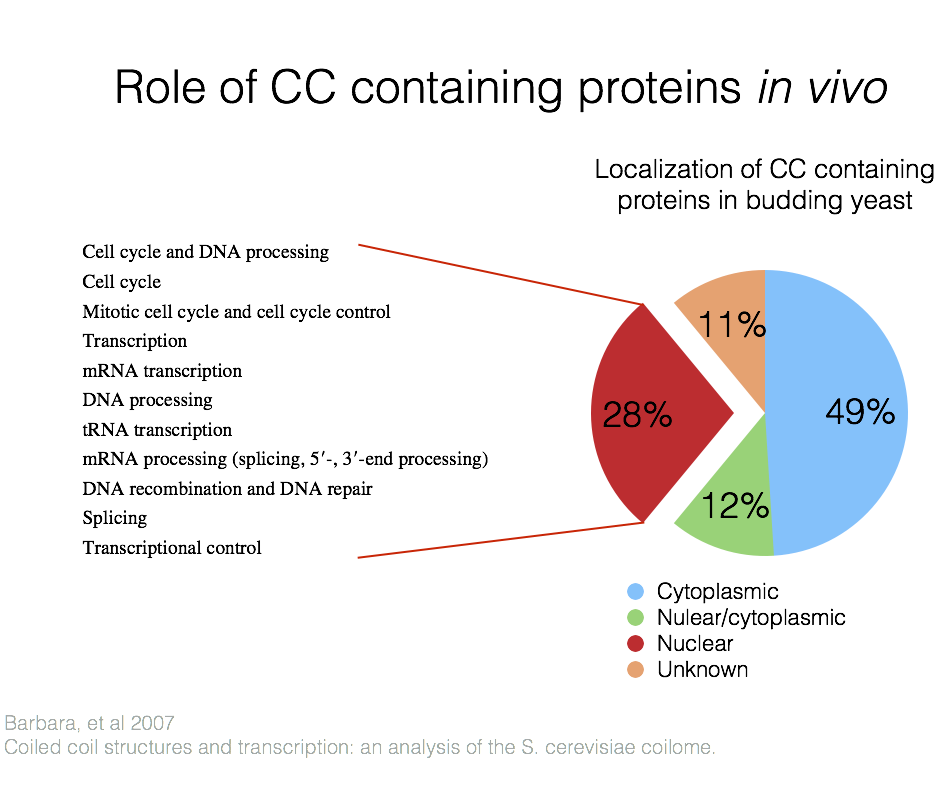 Role of CC containing proteins in vivo
Localization of CC containing
proteins in budding yeast
Cell cycle and DNA processing
Cell cycle
Mitotic cell cycle and cell cycle control
Transcription
mRNA transcription
DNA processing
tRNA transcription
mRNA processing (splicing, 5′-, 3′-end processing)
DNA recombination and DNA repair
Splicing
Transcriptional control
11%
49%
28%
12%
Cytoplasmic
Nulear/cytoplasmic
Nuclear
Unknown
Barbara, et al 2007
Coiled coil structures and transcription: an analysis of the S. cerevisiae coilome.